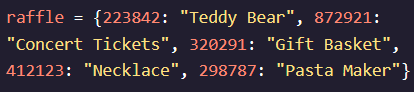 raffle = {223842: "Teddy Bear", 872921:
"Concert Tickets", 320291: "Gift Basket",
412123: "Necklace", 298787: "Pasta Maker"}